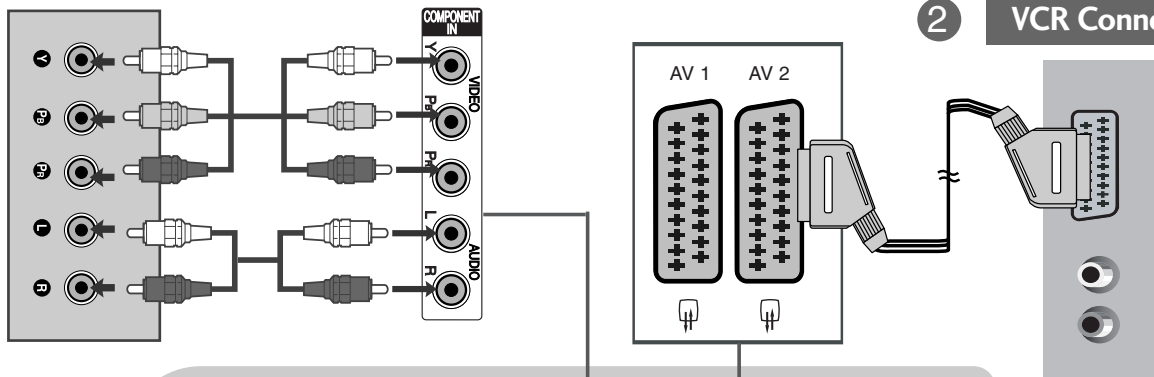 COMPONENT
IN
Y
PB
PR
L
R
Y
PB
PR
VIDEO
L
R
AUDIO
AV 1 AV 2
2 VCR Conne